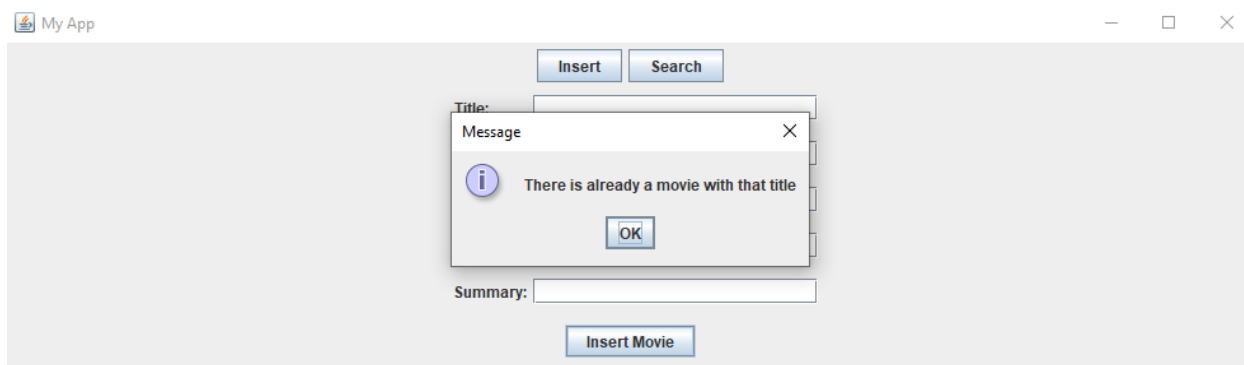 My App
Insert Search
Title:
Message
There is already a movie with that title
OK
Summary:
Insert Movie